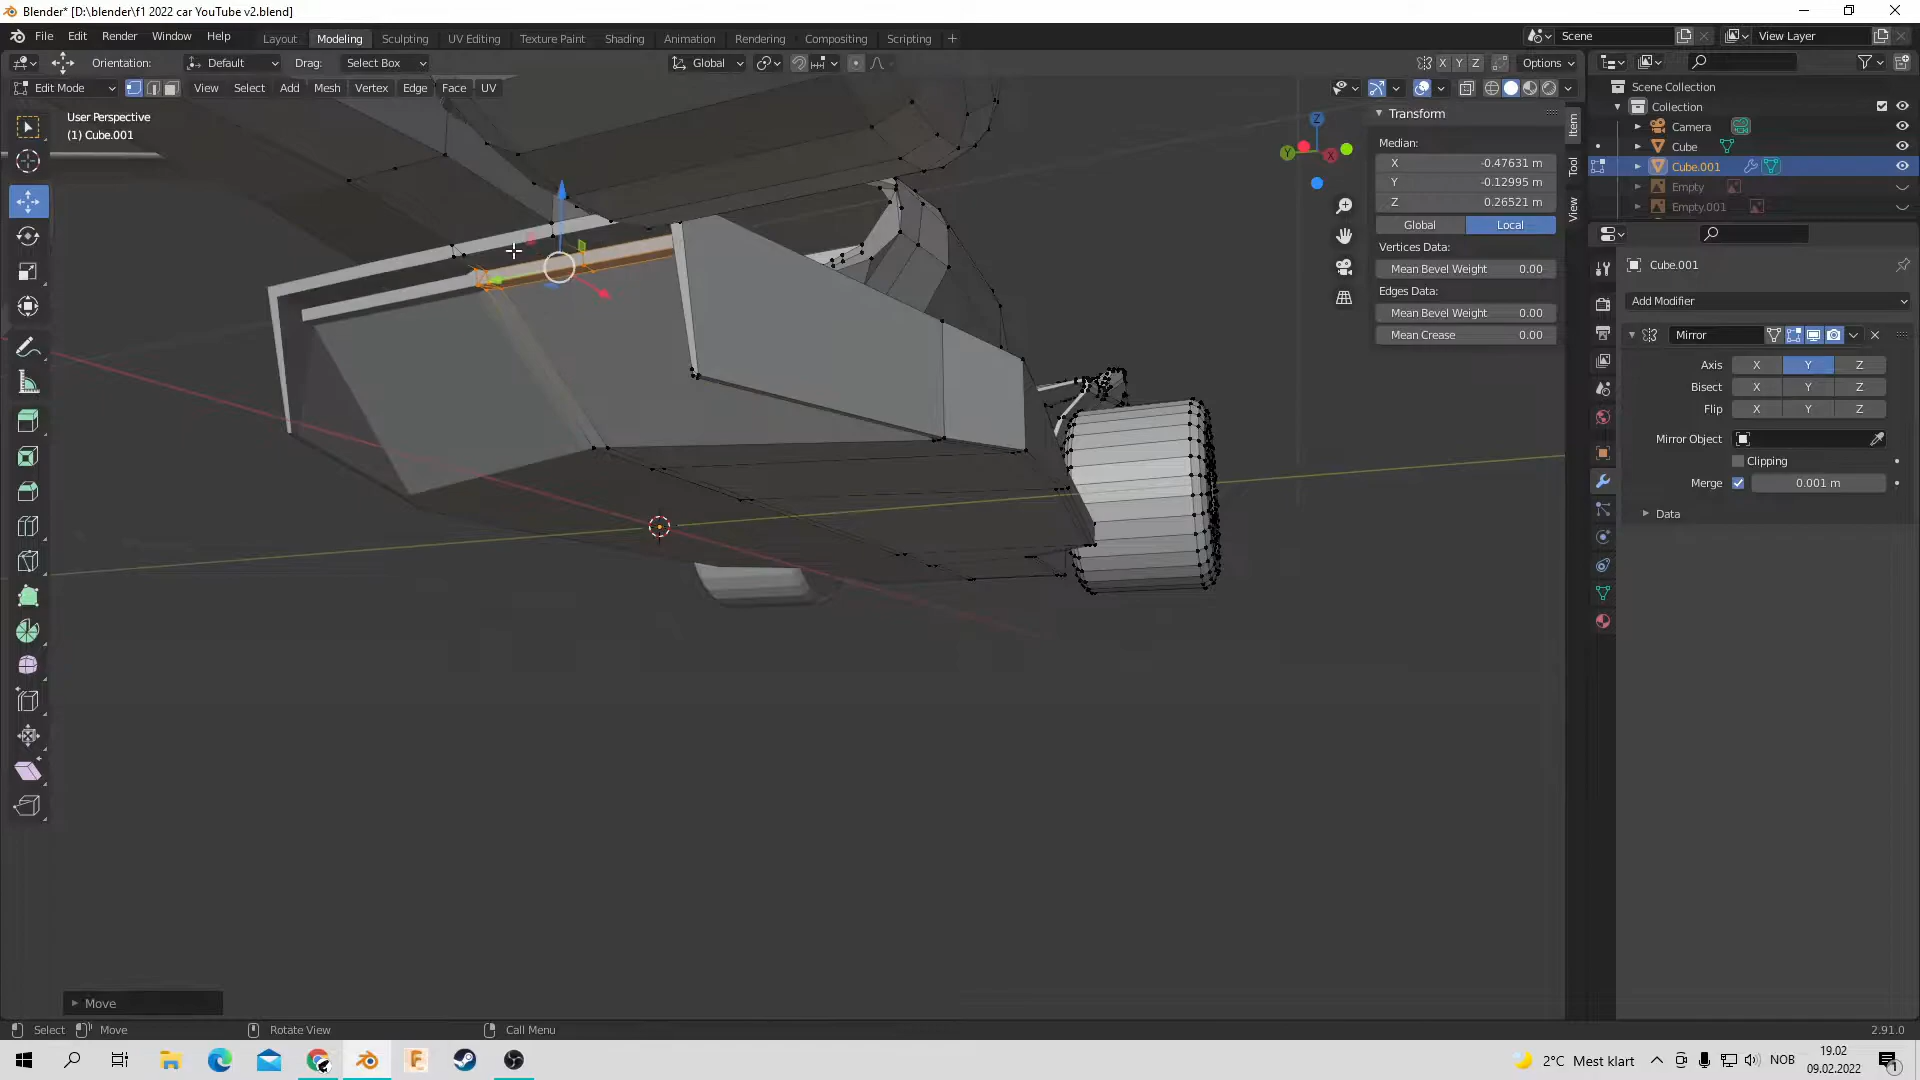 Blender* [D:\blender\f1 2022 car YouTube v2.blend]
File Edit Render Window Help Layout Modeling Sculpting UV Editing Texture Paint Shading Animation Rendering Compositing Scripting + Scene View Layer
Orientation: Default Drag: Select Box Global X Y Z Options
Edit Mode View Select Add Mesh Vertex Edge Face UV
User Perspective
(1) Cube.001
Z
Y
X
Transform
Median:
X -0.47631 m
Y -0.12995 m
Z 0.26521 m
Global Local
Vertices Data:
Mean Bevel Weight 0.00
Edges Data:
Mean Bevel Weight 0.00
Mean Crease 0.00
Item
Tool
View
Scene Collection
Collection
Camera
Cube
Cube.001
Empty
Empty.001
Cube.001
Add Modifier
Mirror
Axis X Y Z
Bisect X Y Z
Flip X Y Z
Mirror Object
Clipping
Merge 0.001 m
Data
Move
Select Move Rotate View Call Menu 2.91.0
2°C Mest klart NOB
19.02
09.02.2022
1